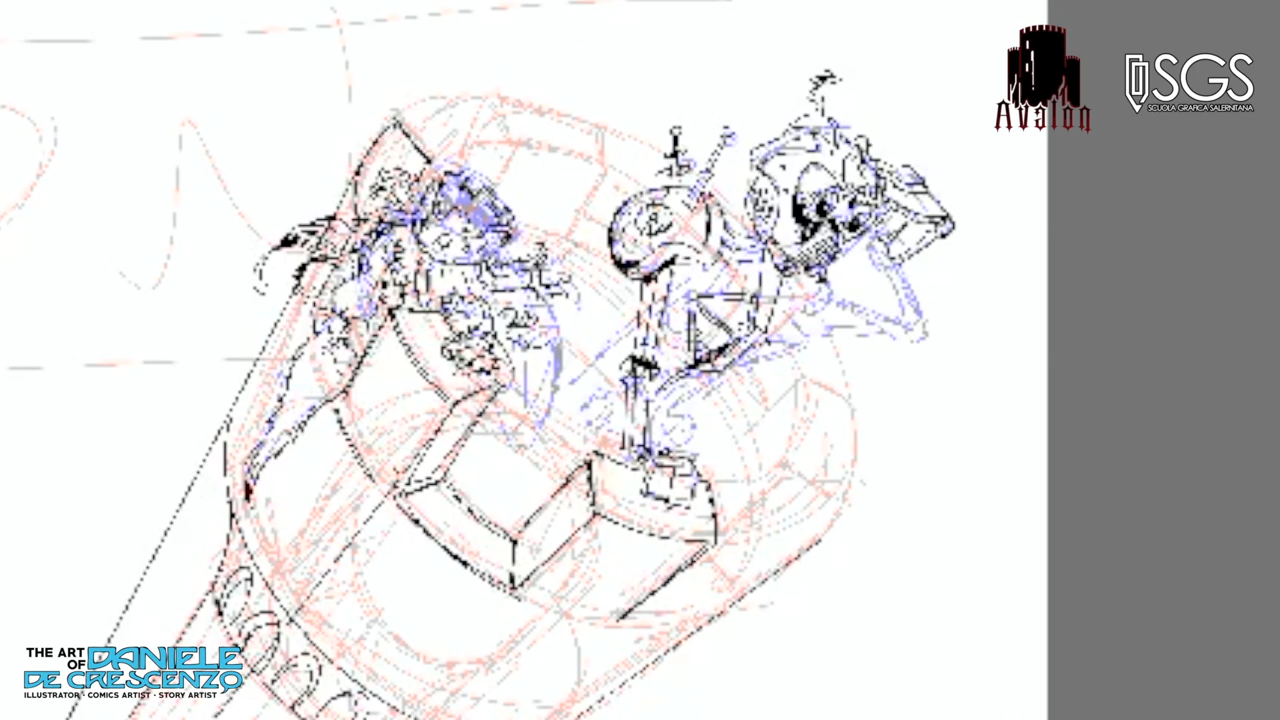 Avalon
SGS
SCUOLA GRAFICA SALERNITANA
THE ART
OF DANIELE
DE CRESCENZO
ILLUSTRATOR · COMICS ARTIST · STORY ARTIST